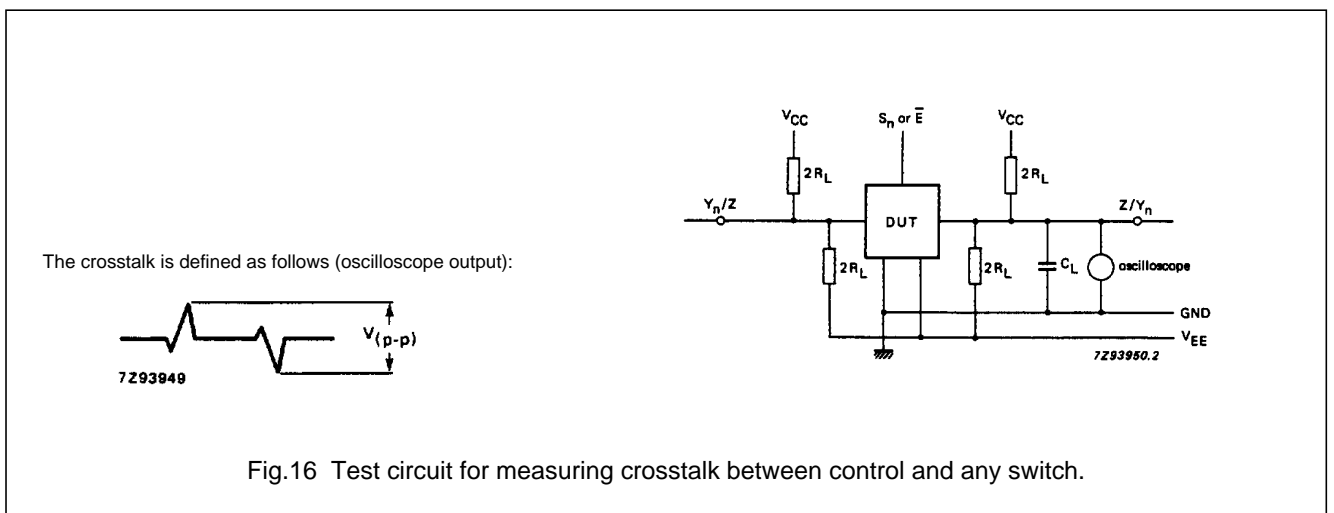 The crosstalk is defined as follows (oscilloscope output):
V(p-p)
7Z93949
VCC
Sn or E̅
VCC
2RL
2RL
Yn/Z
DUT
Z/Yn
2RL
2RL
CL
oscilloscope
GND
VEE
7Z93950.2
Fig.16 Test circuit for measuring crosstalk between control and any switch.